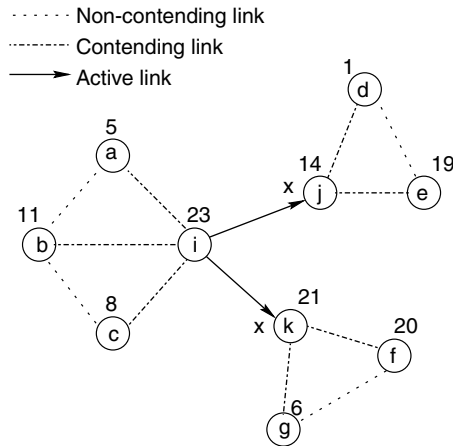 Non-contending link
Contending link
Active link
1
d
5
a
14
19
x
j
e
11
23
b
i
8
21
c
x
k
20
f
6
g